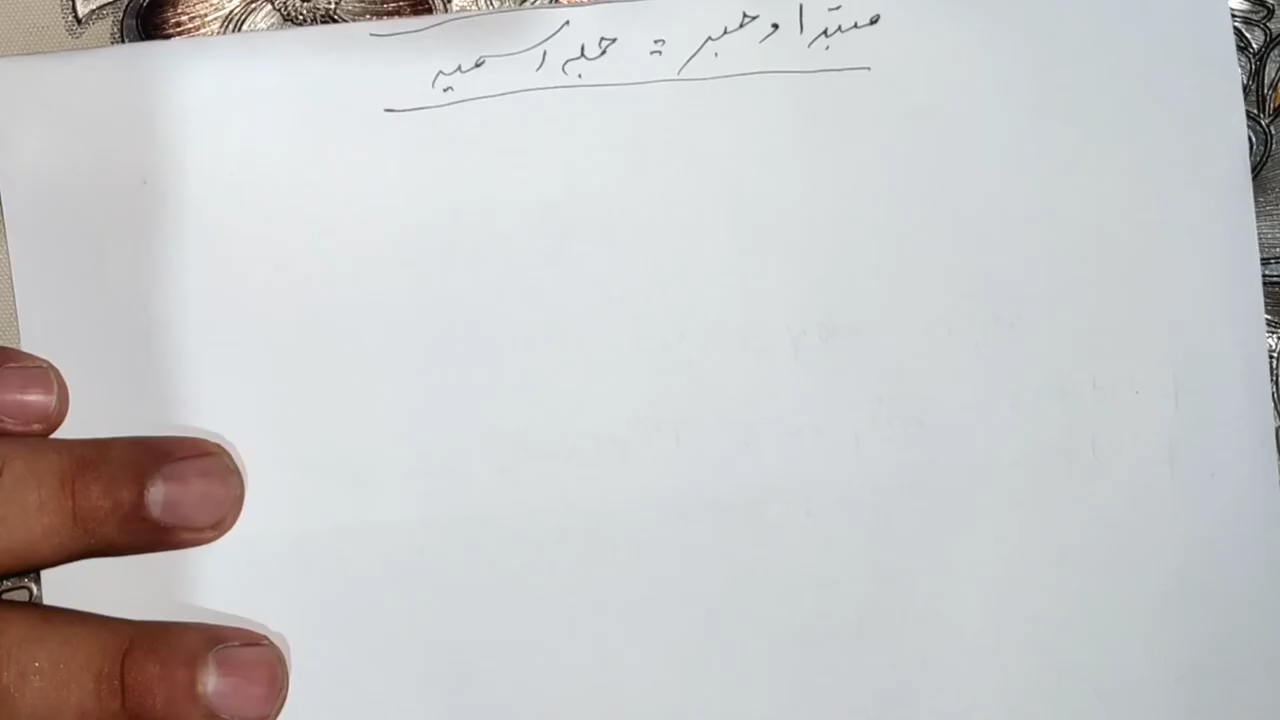 مبتدا و خبر = جملہ اسمیہ